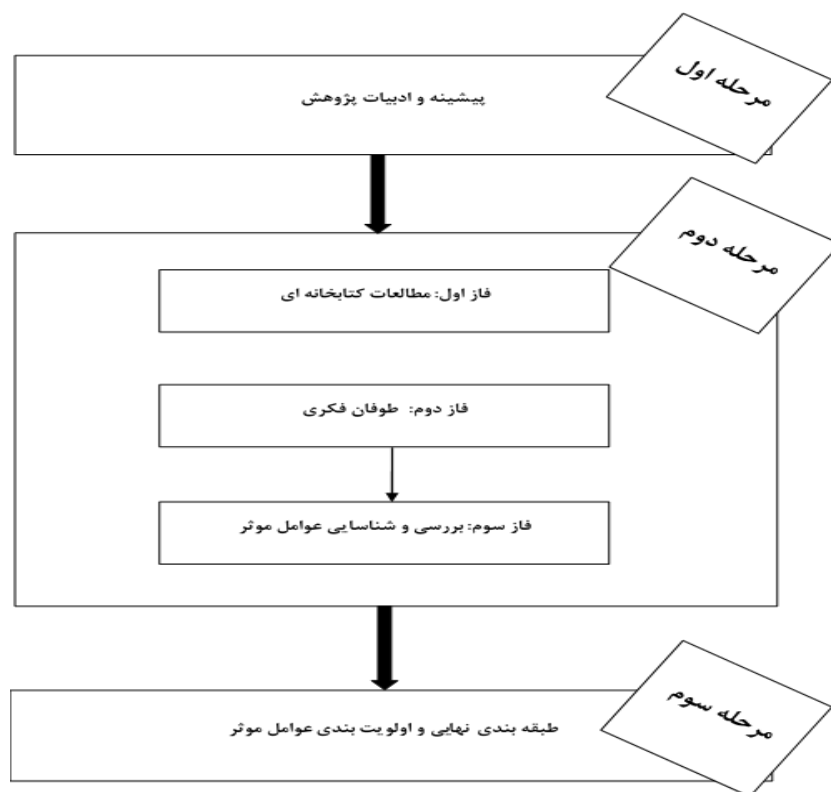 مرحله اول
پیشینه و ادبیات پژوهش
مرحله دوم
فاز اول: مطالعات کتابخانه ای
فاز دوم: طوفان فکری
فاز سوم: بررسی و شناسایی عوامل موثر
مرحله سوم
طبقه بندی نهایی و اولویت بندی عوامل موثر